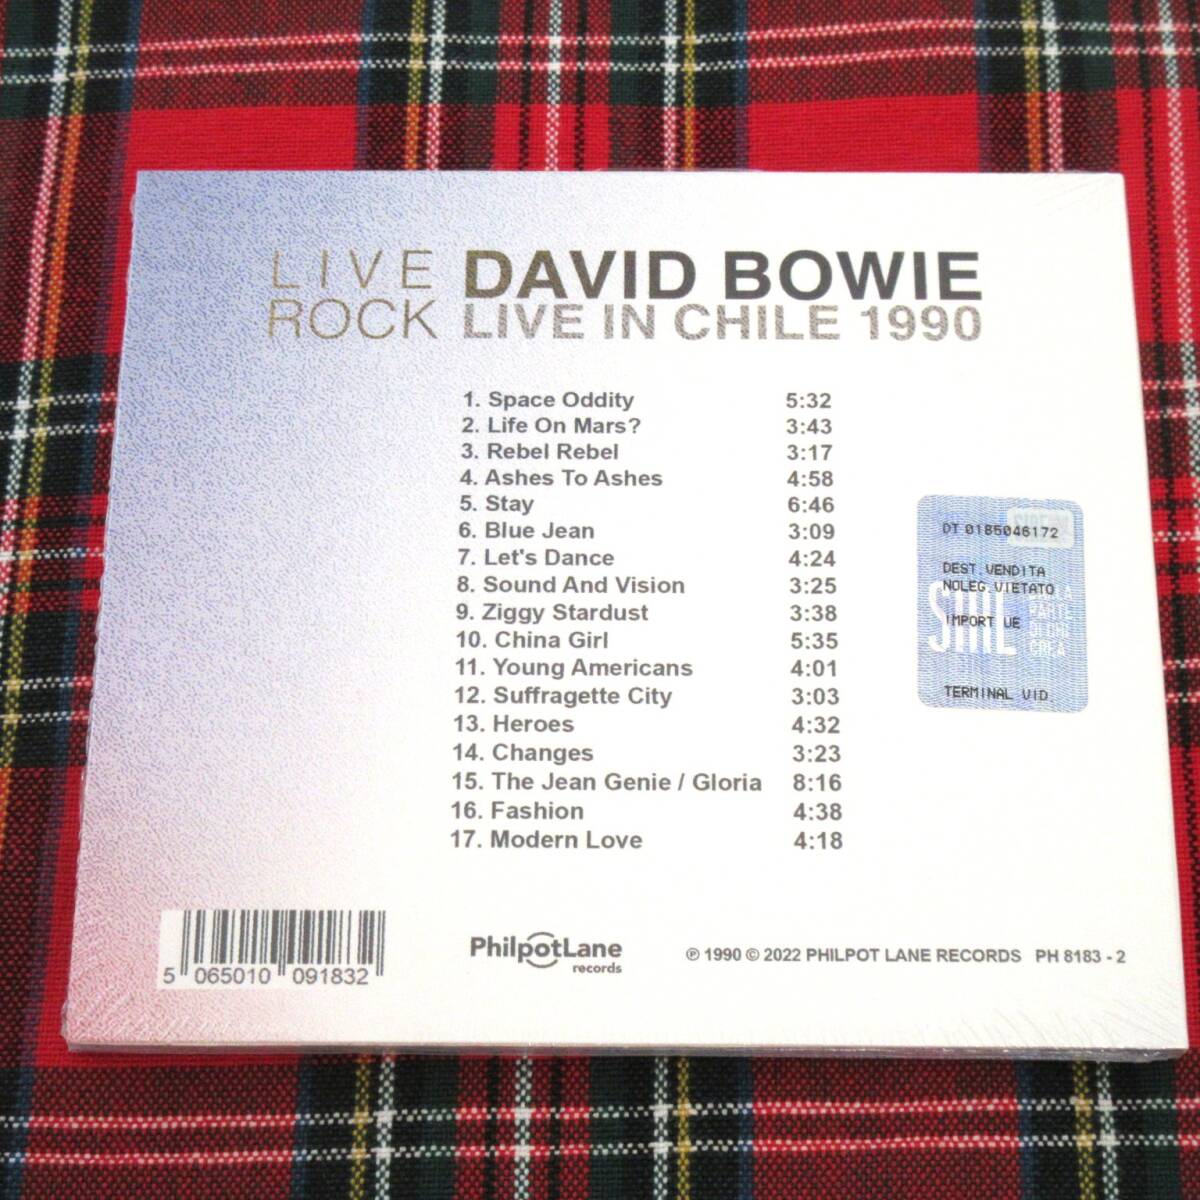 LIVE ROCK
DAVID BOWIE
LIVE IN CHILE 1990
1. Space Oddity 5:32
2. Life On Mars? 3:43
3. Rebel Rebel 3:17
4. Ashes To Ashes 4:58
5. Stay 6:46
6. Blue Jean 3:09
7. Let's Dance 4:24
8. Sound And Vision 3:25
9. Ziggy Stardust 3:38
10. China Girl 5:35
11. Young Americans 4:01
12. Suffragette City 3:03
13. Heroes 4:32
14. Changes 3:23
15. The Jean Genie / Gloria 8:16
16. Fashion 4:38
17. Modern Love 4:18
DT 0185046172
DEST.VENDITA
NOLEG.VIETATO
IMPORT UE
TERMINAL VID.
5 065010 091832
PhilpotLane
records
℗ 1990 © 2022 PHILPOT LANE RECORDS PH 8183 - 2